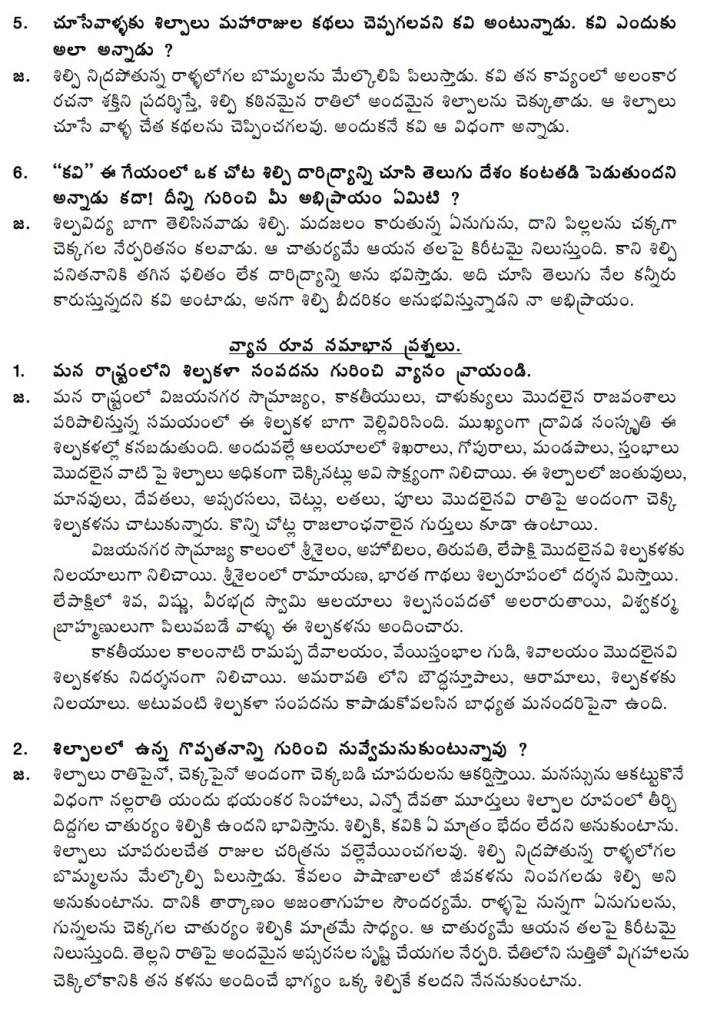 5. చూసేవాళ్ళకు శిల్పాలు మహారాజుల కథలు చెప్పగలవని కవి అంటున్నాడు. కవి ఎందుకు
అలా అన్నాడు ?
జ. శిల్పి నిద్రపోతున్న రాళ్ళలోగల బొమ్మలను మేల్కొలిపి పిలుస్తాడు. కవి తన కావ్యంలో అలంకార
రచనా శక్తిని ప్రదర్శిస్తే, శిల్పి కఠినమైన రాతిలో అందమైన శిల్పాలను చెక్కుతాడు. ఆ శిల్పాలు
చూసే వాళ్ళ చేత కథలను చెప్పించగలవు. అందుకనే కవి ఆ విధంగా అన్నాడు.
6. “కవి” ఈ గేయంలో ఒక చోట శిల్పి దారిద్ర్యాన్ని చూసి తెలుగు దేశం కంటతడి పెడుతుందని
అన్నాడు కదా! దీన్ని గురించి మీ అభిప్రాయం ఏమిటి ?
జ. శిల్పవిద్య బాగా తెలిసినవాడు శిల్పి. మదజలం కారుతున్న ఏనుగును, దాని పిల్లలను చక్కగా
చెక్కగల నేర్పరితనం కలవాడు. ఆ చాతుర్యమే ఆయన తలపై కిరీటమై నిలుస్తుంది. కాని శిల్పి
పనితనానికి తగిన ఫలితం లేక దారిద్ర్యాన్ని అను భవిస్తాడు. అది చూసి తెలుగు నేల కన్నీరు
కారుస్తున్నదని కవి అంటాడు, అనగా శిల్పి బీదరికం అనుభవిస్తున్నాడని నా అభిప్రాయం.
వ్యాస రూప సమాభాన ప్రశ్నలు.
1. మన రాష్ట్రంలోని శిల్పకళా సంపదను గురించి వ్యాసం వ్రాయండి.
జ. మన రాష్ట్రంలో విజయనగర సామ్రాజ్యం, కాకతీయులు, చాళుక్యులు మొదలైన రాజవంశాలు
పరిపాలిస్తున్న సమయంలో ఈ శిల్పకళ బాగా వెల్లివిరిసింది. ముఖ్యంగా ద్రావిడ సంస్కృతి ఈ
శిల్పకళల్లో కనబడుతుంది. అందువల్లే ఆలయాలలో శిఖరాలు, గోపురాలు, మండపాలు, స్తంభాలు
మొదలైన వాటి పై శిల్పాలు అధికంగా చెక్కినట్లు అవి సాక్ష్యంగా నిలిచాయి. ఈ శిల్పాలలో జంతువులు,
మానవులు, దేవతలు, అప్సరసలు, చెట్లు, లతలు, పూలు మొదలైనవి రాతిపై అందంగా చెక్కి
శిల్పకళను చాటుకున్నారు. కొన్ని చోట్ల రాజలాంఛనాలైన గుర్తులు కూడా ఉంటాయి.
విజయనగర సామ్రాజ్య కాలంలో శ్రీశైలం, అహోబిలం, తిరుపతి, లేపాక్షి మొదలైనవి శిల్పకళకు
నిలయాలుగా నిలిచాయి. శ్రీశైలంలో రామాయణ, భారత గాథలు శిల్పరూపంలో దర్శన మిస్తాయి.
లేపాక్షిలో శివ, విష్ణు, వీరభద్ర స్వామి ఆలయాలు శిల్పసంపదతో అలరారుతాయి, విశ్వకర్మ
బ్రాహ్మణులుగా పిలువబడే వాళ్ళు ఈ శిల్పకళను అందించారు.
కాకతీయుల కాలంనాటి రామప్ప దేవాలయం, వేయిస్తంభాల గుడి, శివాలయం మొదలైనవి
శిల్పకళకు నిదర్శనంగా నిలిచాయి. అమరావతి లోని బౌద్ధస్తూపాలు, ఆరామాలు, శిల్పకళకు
నిలయాలు. అటువంటి శిల్పకళా సంపదను కాపాడుకోవలసిన బాధ్యత మనందరిపైనా ఉంది.
2. శిల్పాలలో ఉన్న గొప్పతనాన్ని గురించి నువ్వేమనుకుంటున్నావు ?
జ. శిల్పాలు రాతిపైనో, చెక్కపైనో అందంగా చెక్కబడి చూపరులను ఆకర్షిస్తాయి. మనస్సును ఆకట్టుకొనే
విధంగా నల్లరాతి యందు భయంకర సింహాలు, ఎన్నో దేవతా మూర్తులు శిల్పాల రూపంలో తీర్చి
దిద్దగల చాతుర్యం శిల్పికి ఉందని భావిస్తాను. శిల్పికి, కవికి ఏ మాత్రం భేదం లేదని అనుకుంటాను.
శిల్పాలు చూపరులచేత రాజుల చరిత్రను వల్లెవేయించగలవు. శిల్పి నిద్రపోతున్న రాళ్ళలోగల
బొమ్మలను మేల్కొల్పి పిలుస్తాడు. కేవలం పాషాణాలలో జీవకళను నింపగలడు శిల్పి అని
అనుకుంటాను. దానికి తార్కాణం అజంతాగుహల సౌందర్యమే. రాళ్ళపై నున్నగా ఏనుగులను,
గున్నలను చెక్కగల చాతుర్యం శిల్పికి మాత్రమే సాధ్యం. ఆ చాతుర్యమే ఆయన తలపై కిరీటమై
నిలుస్తుంది. తెల్లని రాతిపై అందమైన అప్సరసల సృష్టి చేయగల నేర్పరి. చేతిలోని సుత్తితో విగ్రహాలను
చెక్కిలోకానికి తన కళను అందించే భాగ్యం ఒక్క శిల్పికే కలదని నేననుకుంటాను.